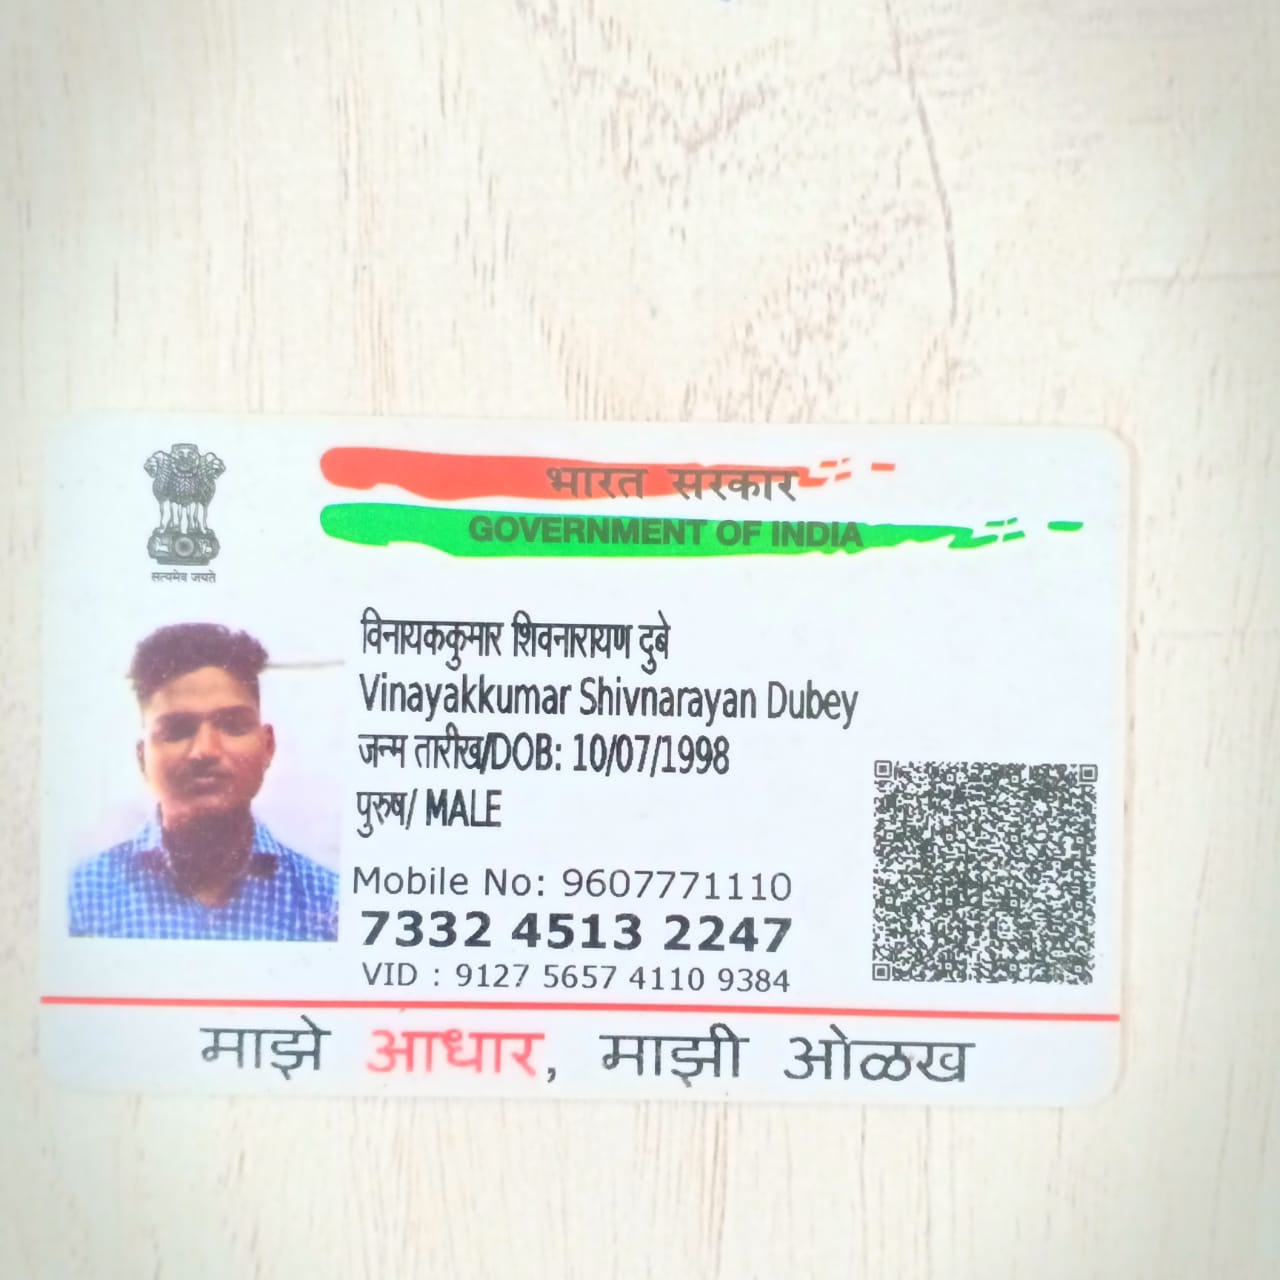 भारत सरकार
GOVERNMENT OF INDIA
सत्यमेव जयते
विनायककुमार शिवनारायण दुबे
Vinayakkumar Shivnarayan Dubey
जन्म तारीख/DOB: 10/07/1998
पुरुष/ MALE
Mobile No: 9607771110
7332 4513 2247
VID : 9127 5657 4110 9384
माझे आधार, माझी ओळख